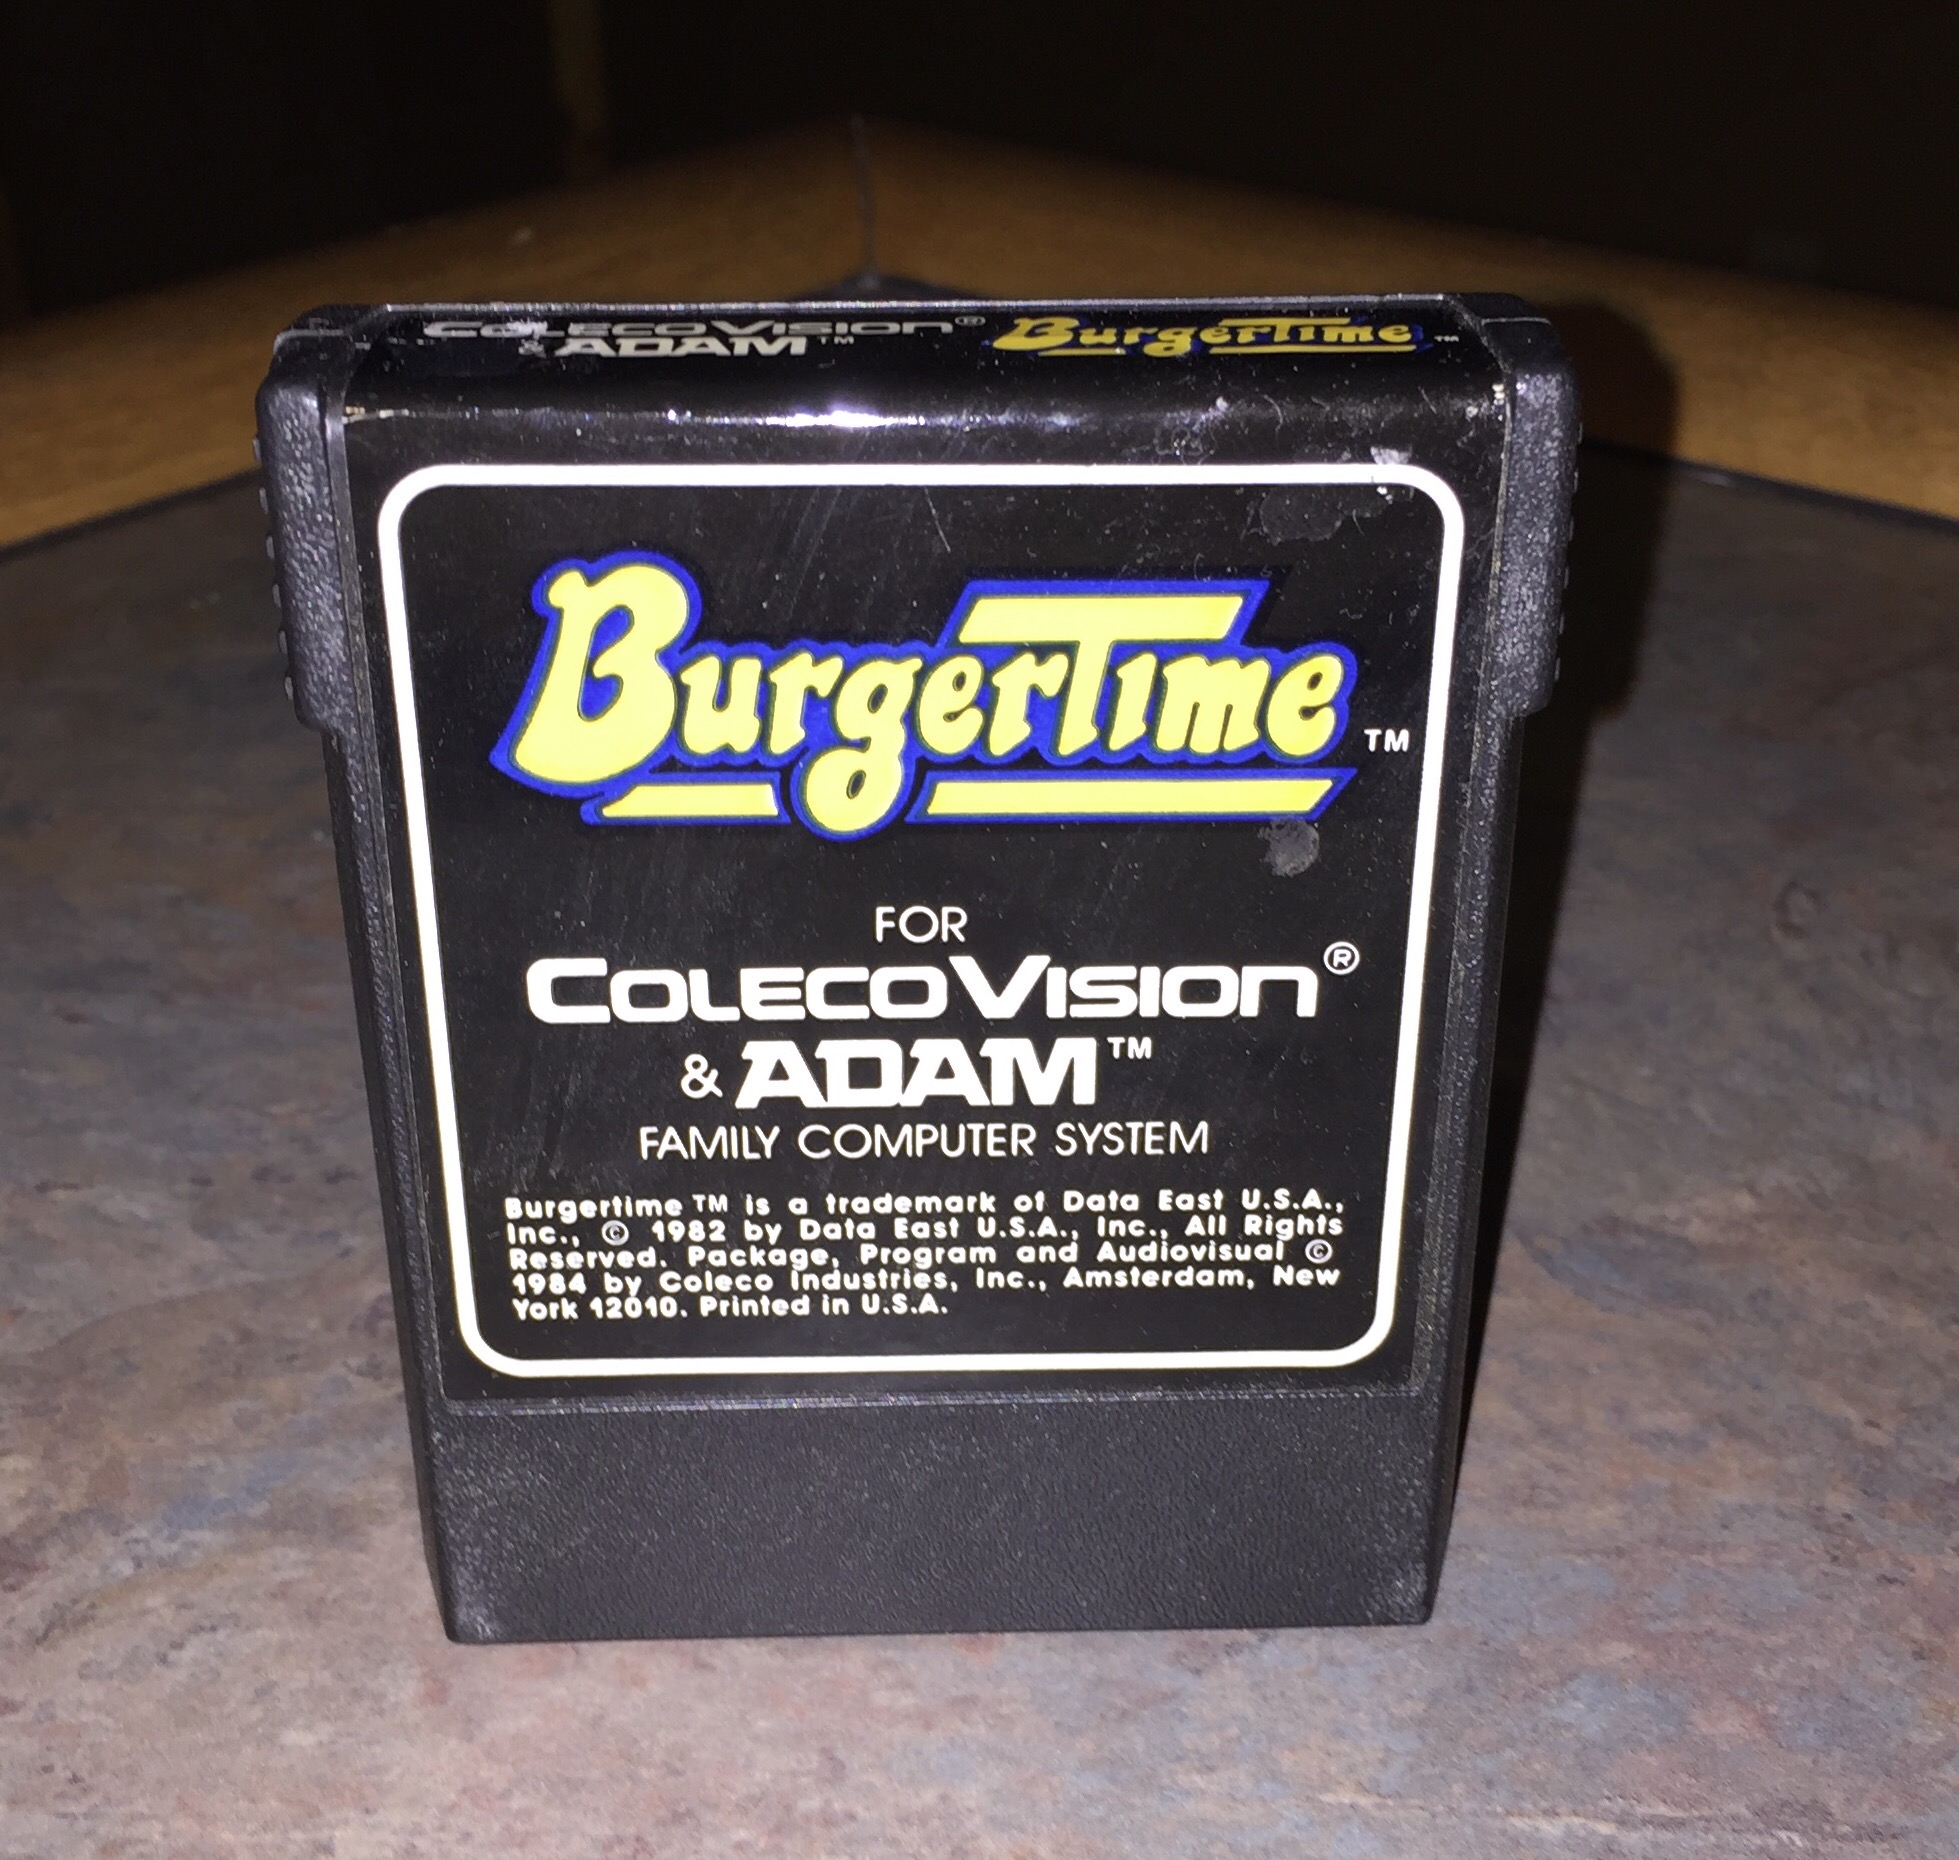 COLECOVISION® BURGERTIME™
& ADAM™
BURGERTIME™
FOR
COLECOVISION®
& ADAM™
FAMILY COMPUTER SYSTEM
Burgertime™ is a trademark of Data East U.S.A.,
Inc., © 1982 by Data East U.S.A., Inc., All Rights
Reserved. Package, Program and Audiovisual ©
1984 by Coleco Industries, Inc., Amsterdam, New
York 12010. Printed in U.S.A.